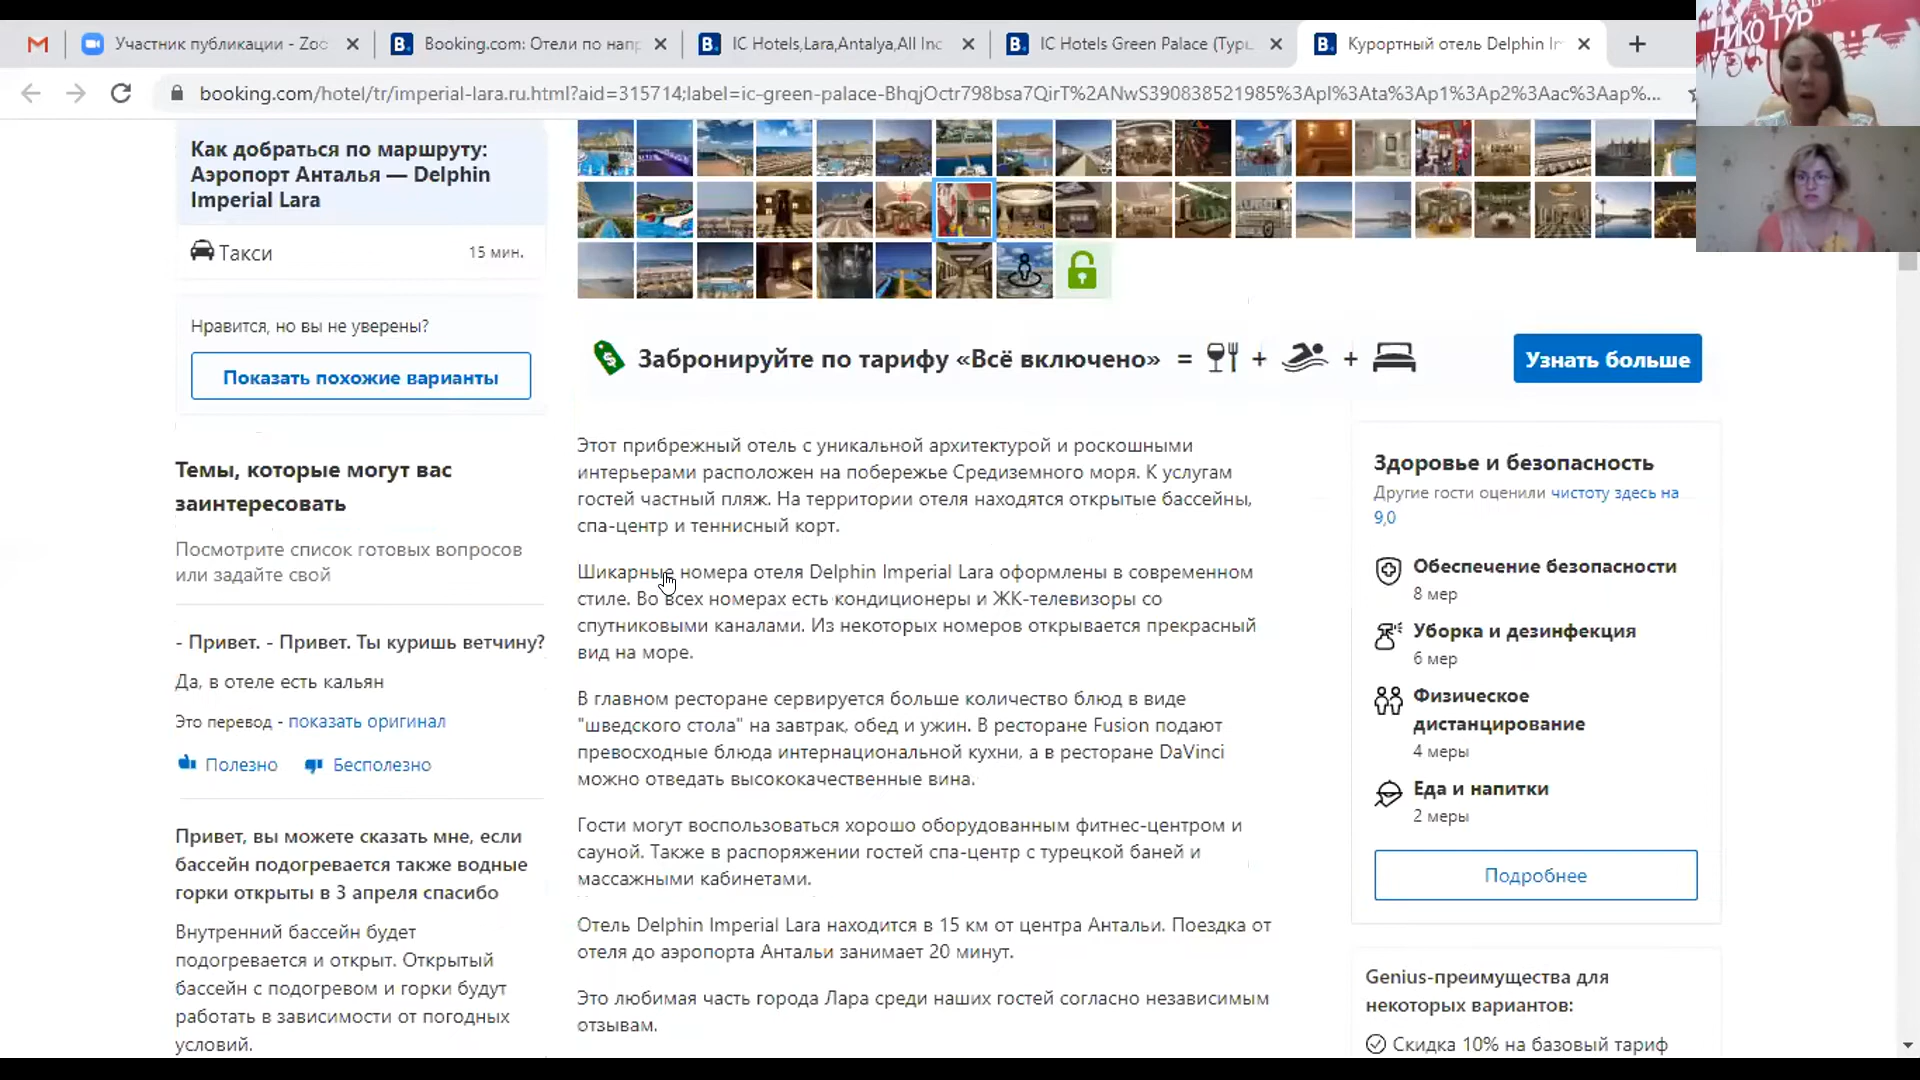 Участник публикации - Zoo
Booking.com: Отели по напр
IC Hotels,Lara,Antalya,All Inc
IC Hotels Green Palace (Турц
Курортный отель Delphin Im
НИКО ТУР
booking.com/hotel/tr/imperial-lara.ru.html?aid=315714;label=ic-green-palace-BhqjOctr798bsa7QirT%2ANwS390838521985%3Apl%3Ata%3Ap1%3Ap2%3Aac%3Aap%...
Как добраться по маршруту:
Аэропорт Анталья — Delphin
Imperial Lara
Такси
15 мин.
Нравится, но вы не уверены?
Показать похожие варианты
Темы, которые могут вас
заинтересовать
Посмотрите список готовых вопросов
или задайте свой
- Привет. - Привет. Ты куришь ветчину?
Да, в отеле есть кальян
Это перевод - показать оригинал
Полезно
Бесполезно
Привет, вы можете сказать мне, если
бассейн подогревается также водные
горки открыты в 3 апреля спасибо
Внутренний бассейн будет
подогревается и открыт. Открытый
бассейн с подогревом и горки будут
работать в зависимости от погодных
условий.
Забронируйте по тарифу «Всё включено» = + +
Узнать больше
Этот прибрежный отель с уникальной архитектурой и роскошными
интерьерами расположен на побережье Средиземного моря. К услугам
гостей частный пляж. На территории отеля находятся открытые бассейны,
спа-центр и теннисный корт.
Шикарные номера отеля Delphin Imperial Lara оформлены в современном
стиле. Во всех номерах есть кондиционеры и ЖК-телевизоры со
спутниковыми каналами. Из некоторых номеров открывается прекрасный
вид на море.
В главном ресторане сервируется больше количество блюд в виде
"шведского стола" на завтрак, обед и ужин. В ресторане Fusion подают
превосходные блюда интернациональной кухни, а в ресторане DaVinci
можно отведать высококачественные вина.
Гости могут воспользоваться хорошо оборудованным фитнес-центром и
сауной. Также в распоряжении гостей спа-центр с турецкой баней и
массажными кабинетами.
Отель Delphin Imperial Lara находится в 15 км от центра Антальи. Поездка от
отеля до аэропорта Антальи занимает 20 минут.
Это любимая часть города Лара среди наших гостей согласно независимым
отзывам.
Здоровье и безопасность
Другие гости оценили чистоту здесь на
9,0
Обеспечение безопасности
8 мер
Уборка и дезинфекция
6 мер
Физическое
дистанцирование
4 меры
Еда и напитки
2 меры
Подробнее
Genius-преимущества для
некоторых вариантов:
Скидка 10% на базовый тариф